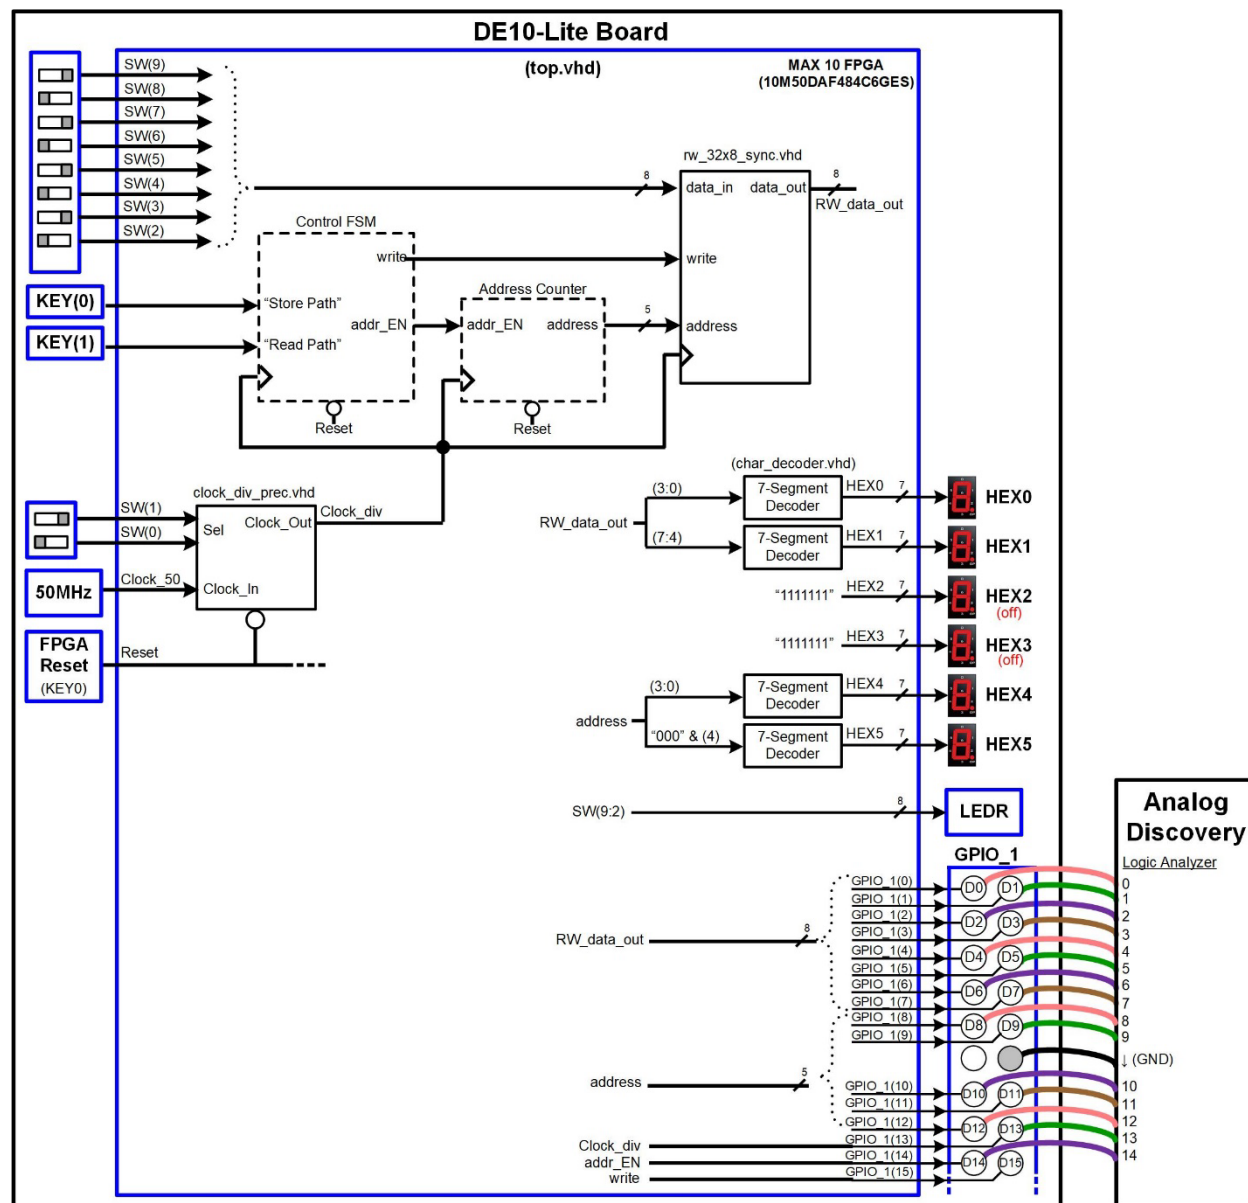 DE10-Lite Board
(top.vhd)
MAX 10 FPGA
(10M50DAF484C6GES)
SW(9)
SW(8)
SW(7)
SW(6)
SW(5)
SW(4)
SW(3)
SW(2)
rw_32x8_sync.vhd
8
data_in
data_out
8
RW_data_out
write
address
Control FSM
write
KEY(0)
"Store Path"
addr_EN
KEY(1)
"Read Path"
Reset
Address Counter
addr_EN
address
5
Reset
clock_div_prec.vhd
SW(1)
SW(0)
Sel
Clock_Out
Clock_div
50MHz
Clock_50
Clock_In
FPGA
Reset
(KEY0)
Reset
(char_decoder.vhd)
RW_data_out
(3:0)
7-Segment
Decoder
HEX0
7
HEX0
(7:4)
7-Segment
Decoder
HEX1
7
HEX1
"1111111"
HEX2
7
HEX2
(off)
"1111111"
HEX3
7
HEX3
(off)
address
(3:0)
7-Segment
Decoder
HEX4
7
HEX4
"000" & (4)
7-Segment
Decoder
HEX5
7
HEX5
SW(9:2)
8
LEDR
Analog
Discovery
Logic Analyzer
GPIO_1
RW_data_out
8
GPIO_1(0)
D0
D1
0
GPIO_1(1)
1
GPIO_1(2)
D2
D3
2
GPIO_1(3)
3
GPIO_1(4)
D4
D5
4
GPIO_1(5)
5
GPIO_1(6)
D6
D7
6
GPIO_1(7)
7
GPIO_1(8)
D8
D9
8
GPIO_1(9)
9
↓ (GND)
address
5
GPIO_1(10)
D10
D11
10
GPIO_1(11)
11
GPIO_1(12)
D12
D13
12
Clock_div
GPIO_1(13)
13
addr_EN
GPIO_1(14)
D14
D15
14
write
GPIO_1(15)